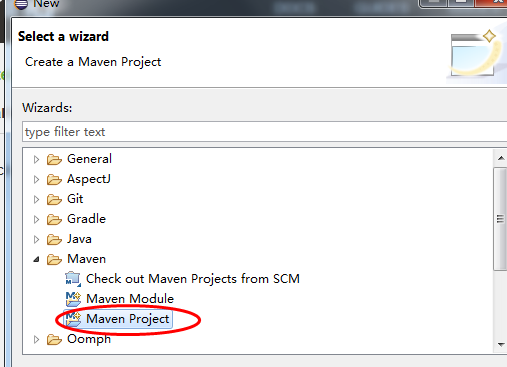 New
Select a wizard
Create a Maven Project
Wizards:
type filter text
General
AspectJ
Git
Gradle
Java
Maven
Check out Maven Projects from SCM
Maven Module
Maven Project
Oomph